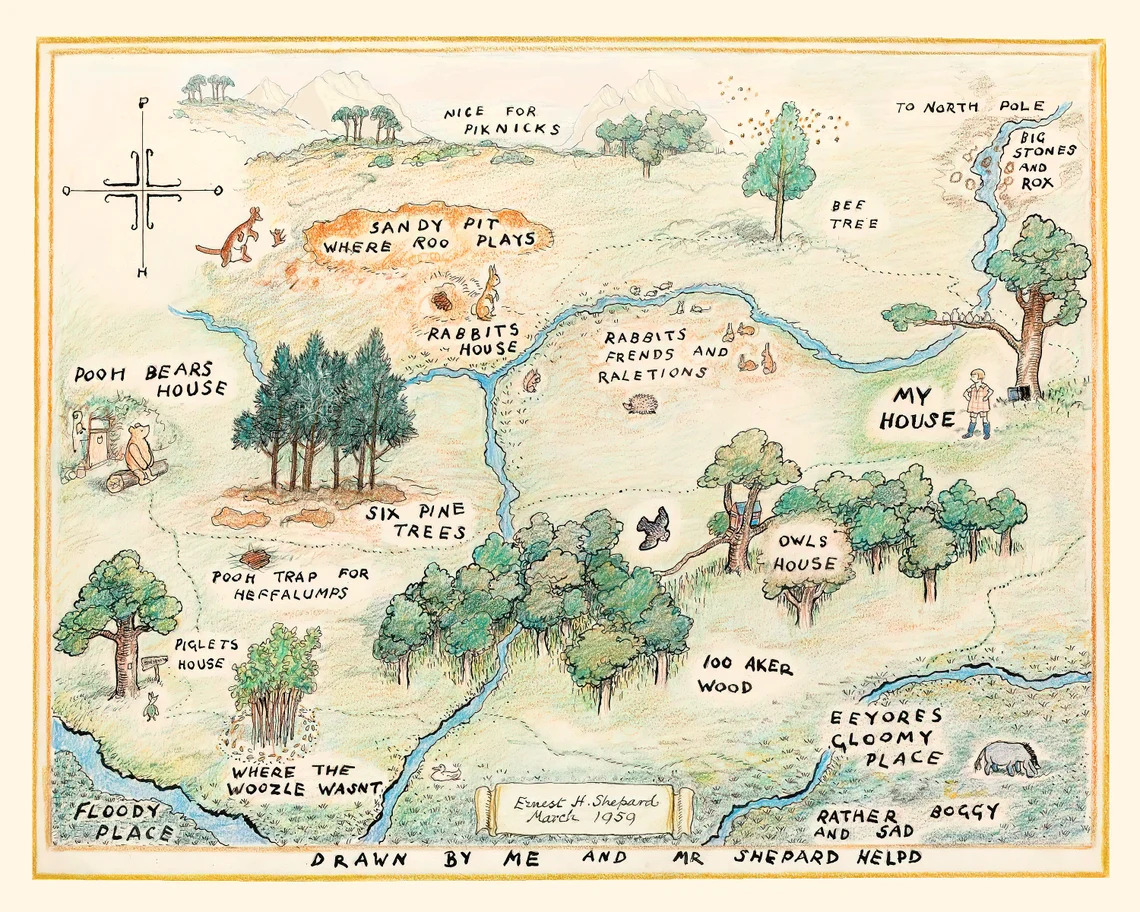 TO NORTH POLE
NICE FOR
PIKNICKS
P
O
O
H
BIG
STONES
AND
ROX
BEE
TREE
SANDY PIT
WHERE ROO PLAYS
RABBITS
HOUSE
RABBITS
FRENDS AND
RALETIONS
POOH BEARS
HOUSE
MY
HOUSE
SIX PINE
TREES
OWLS
HOUSE
POOH TRAP FOR
HEFFALUMPS
PIGLETS
HOUSE
100 AKER
WOOD
EEYORES
GLOOMY
PLACE
WHERE THE
WOOZLE WASNT
FLOODY
PLACE
Ernest H. Shepard
March 1959
RATHER BOGGY
AND SAD
DRAWN BY ME AND MR SHEPARD HELPD